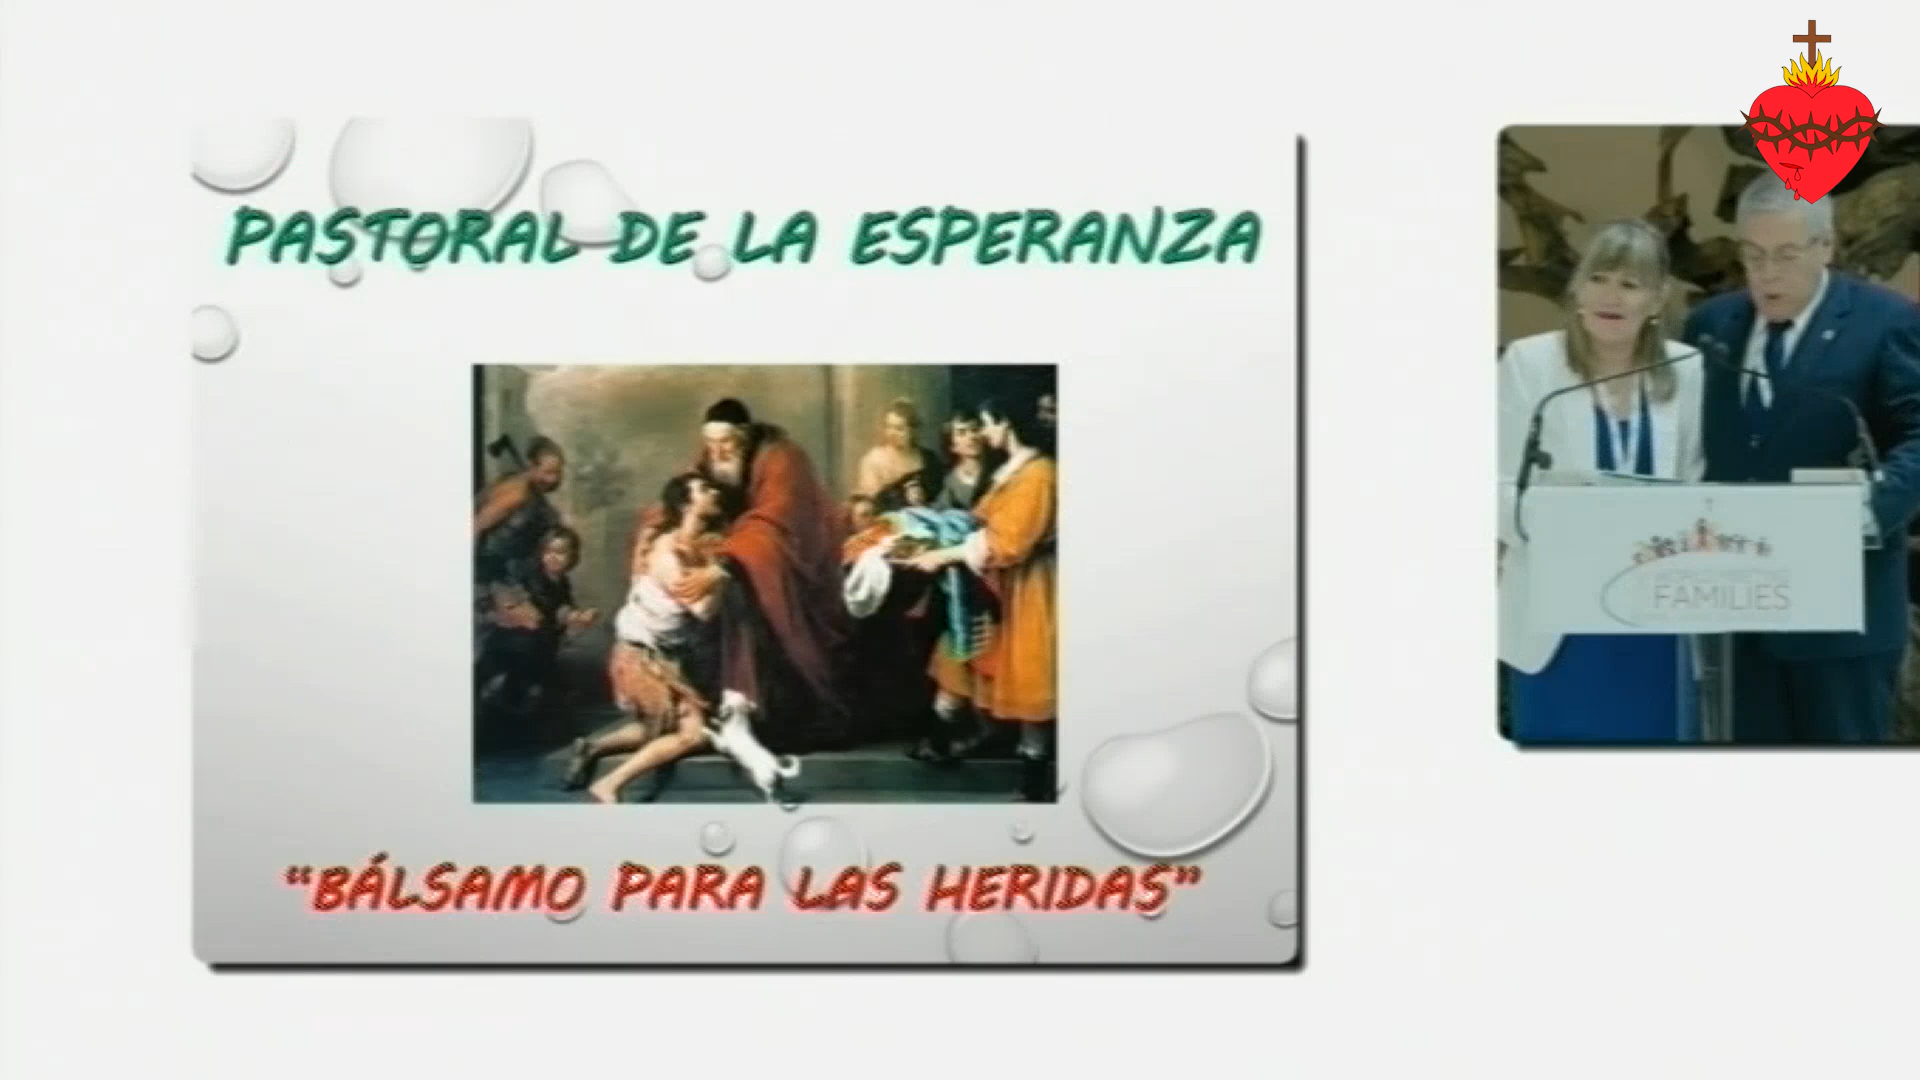 PASTORAL DE LA ESPERANZA
“BÁLSAMO PARA LAS HERIDAS”
FAMILIES